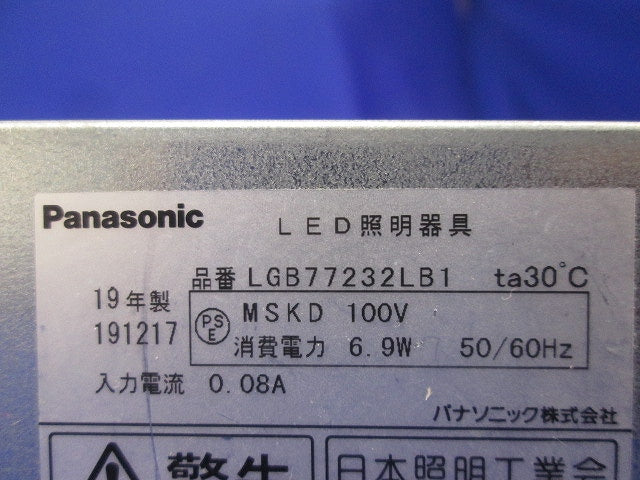 Panasonic
LED照明器具
品番 LGB77232LB1 ta30℃
19年製
191217
PSE MSKD 100V
消費電力 6.9W 50/60Hz
入力電流 0.08A
パナソニック株式会社
警告
日本照明工業会